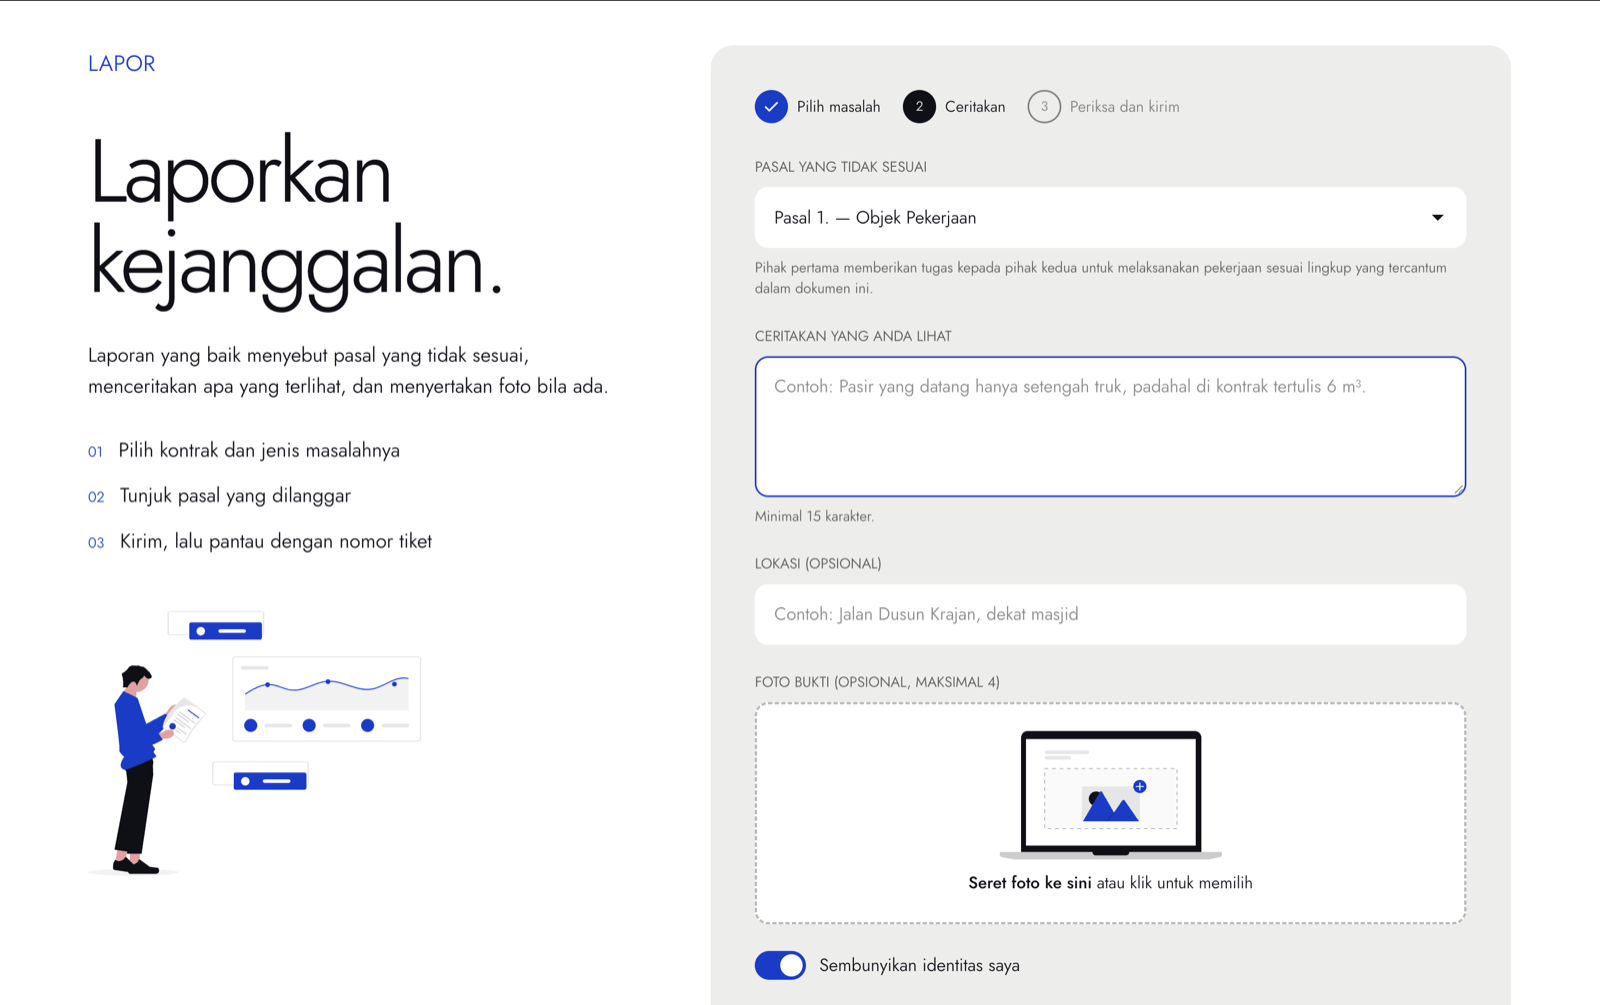 LAPOR
Laporkan
kejanggalan.
Laporan yang baik menyebut pasal yang tidak sesuai,
menceritakan apa yang terlihat, dan menyertakan foto bila ada.
01 Pilih kontrak dan jenis masalahnya
02 Tunjuk pasal yang dilanggar
03 Kirim, lalu pantau dengan nomor tiket
Pilih masalah 2 Ceritakan 3 Periksa dan kirim
PASAL YANG TIDAK SESUAI
Pasal 1. — Objek Pekerjaan
Pihak pertama memberikan tugas kepada pihak kedua untuk melaksanakan pekerjaan sesuai lingkup yang tercantum
dalam dokumen ini.
CERITAKAN YANG ANDA LIHAT
Contoh: Pasir yang datang hanya setengah truk, padahal di kontrak tertulis 6 m³.
Minimal 15 karakter.
LOKASI (OPSIONAL)
Contoh: Jalan Dusun Krajan, dekat masjid
FOTO BUKTI (OPSIONAL, MAKSIMAL 4)
Seret foto ke sini atau klik untuk memilih
Sembunyikan identitas saya